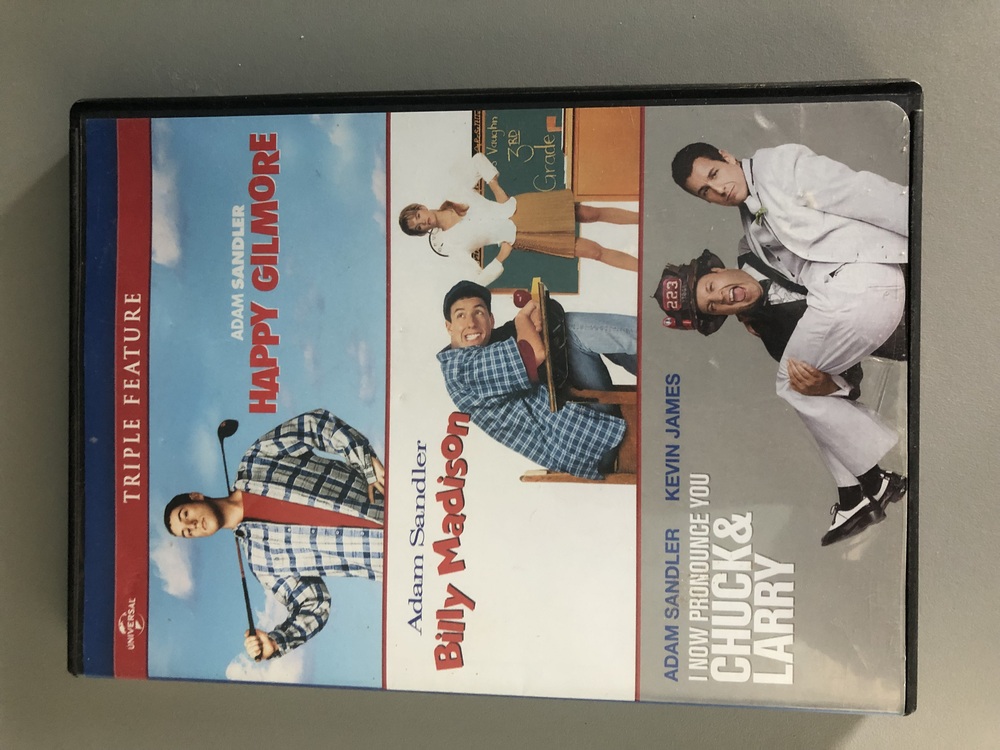 UNIVERSAL
TRIPLE FEATURE
ADAM SANDLER
HAPPY GILMORE
Adam Sandler
Billy Madison
Vaughn
3RD
Grade
ADAM SANDLER KEVIN JAMES
I NOW PRONOUNCE YOU
CHUCK&
LARRY
223